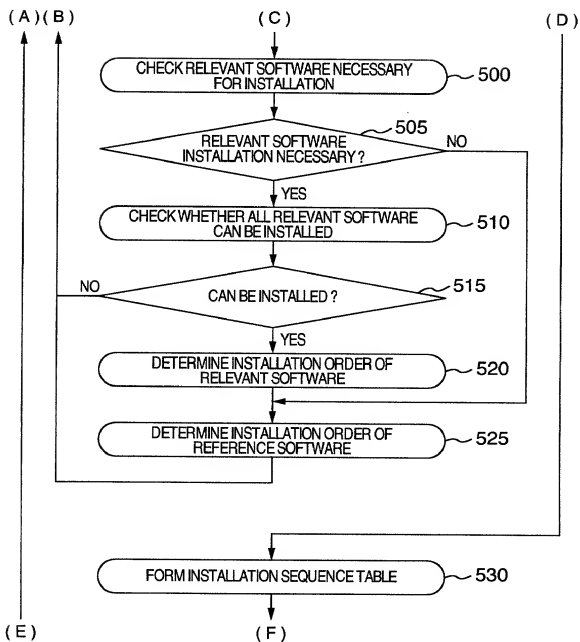 (A) (B) (C) (D)
CHECK RELEVANT SOFTWARE NECESSARY
FOR INSTALLATION
500
505
RELEVANT SOFTWARE
INSTALLATION NECESSARY?
NO
YES
CHECK WHETHER ALL RELEVANT SOFTWARE
CAN BE INSTALLED
510
NO
CAN BE INSTALLED?
515
YES
DETERMINE INSTALLATION ORDER OF
RELEVANT SOFTWARE
520
DETERMINE INSTALLATION ORDER OF
REFERENCE SOFTWARE
525
FORM INSTALLATION SEQUENCE TABLE
530
(E) (F)